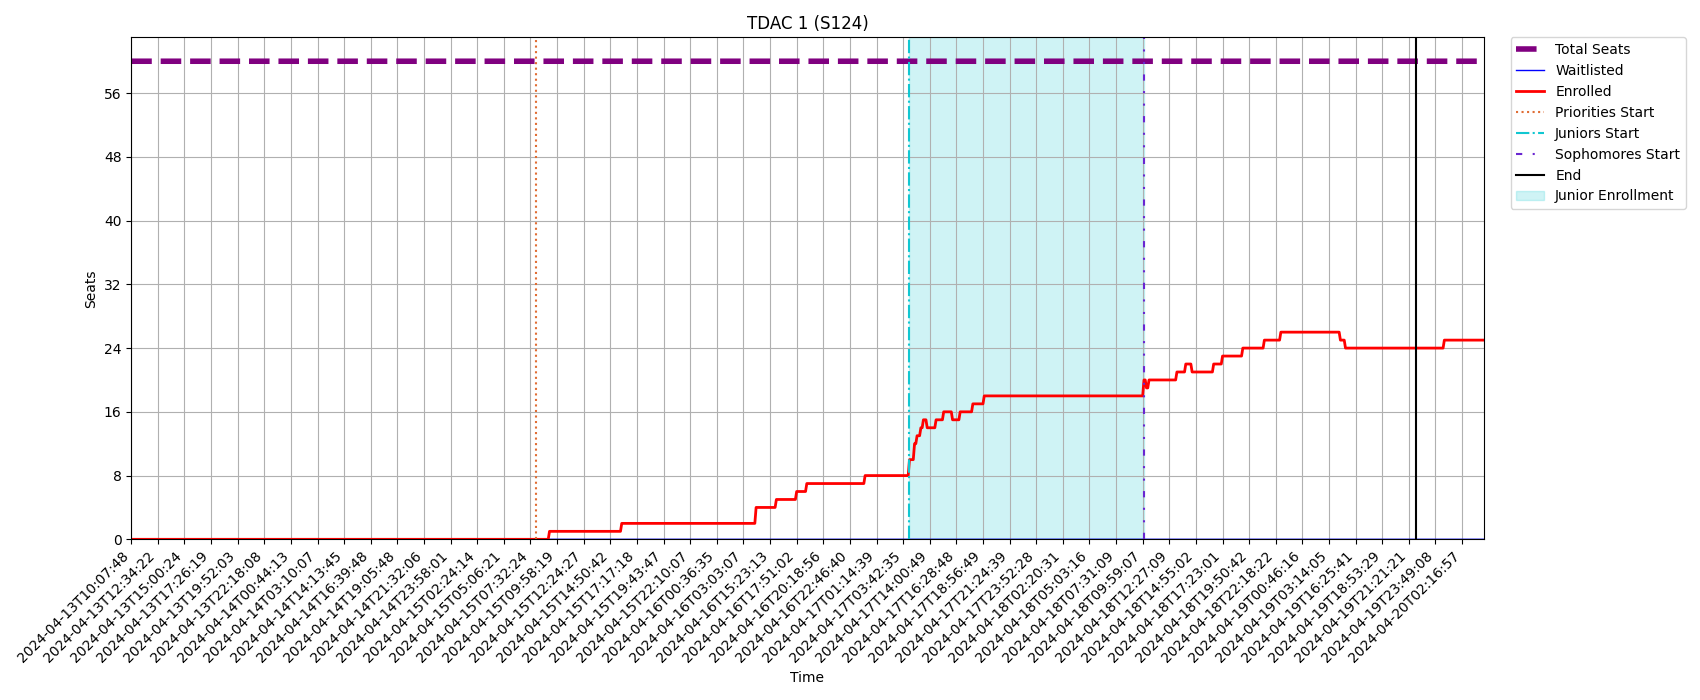 TDAC 1 (S124)
Total Seats
Waitlisted
Enrolled
Priorities Start
Juniors Start
Sophomores Start
End
Junior Enrollment
Seats
56
48
40
32
24
16
8
0
2024-04-13T10:07:48
2024-04-13T12:34:22
2024-04-13T15:00:24
2024-04-13T17:26:19
2024-04-13T19:52:03
2024-04-13T22:18:08
2024-04-14T00:44:13
2024-04-14T03:10:07
2024-04-14T14:13:45
2024-04-14T16:39:48
2024-04-14T19:05:48
2024-04-14T21:32:06
2024-04-14T23:58:01
2024-04-15T02:24:14
2024-04-15T05:06:21
2024-04-15T07:32:24
2024-04-15T09:58:19
2024-04-15T12:24:27
2024-04-15T14:50:42
2024-04-15T17:17:18
2024-04-15T19:43:47
2024-04-15T22:10:07
2024-04-16T00:36:35
2024-04-16T03:03:07
2024-04-16T15:23:13
2024-04-16T17:51:02
2024-04-16T20:18:56
2024-04-16T22:46:40
2024-04-17T01:14:39
2024-04-17T03:42:35
2024-04-17T14:00:49
2024-04-17T16:28:48
2024-04-17T18:56:49
2024-04-17T21:24:39
2024-04-17T23:52:28
2024-04-18T02:20:31
2024-04-18T05:03:16
2024-04-18T07:31:09
2024-04-18T09:59:07
2024-04-18T12:27:09
2024-04-18T14:55:02
2024-04-18T17:23:01
2024-04-18T19:50:42
2024-04-18T22:18:22
2024-04-19T00:46:16
2024-04-19T03:14:05
2024-04-19T16:25:41
2024-04-19T18:53:29
2024-04-19T21:21:21
2024-04-19T23:49:08
2024-04-20T02:16:57
Time